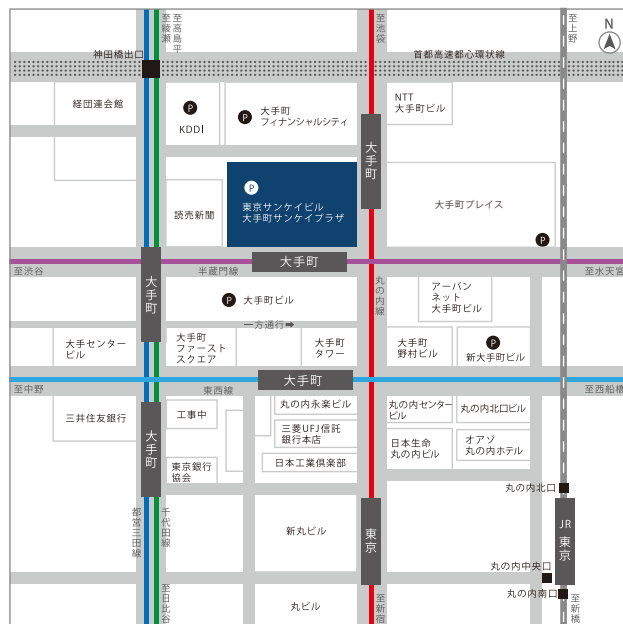 至綾瀬
至高島平
至池袋
至上野
N
神田橋出口
首都高速都心環状線
経団連会館
P
KDDI
P
大手町
フィナンシャルシティ
NTT
大手町ビル
大手町
読売新聞
P
東京サンケイビル
大手町サンケイプラザ
大手町プレイス
P
大手町
大手町
至渋谷
半蔵門線
丸の内線
至水天宮
P
大手町ビル
アーバン
ネット
大手町ビル
一方通行➡
大手センター
ビル
大手町
ファースト
スクエア
大手町
タワー
大手町
野村ビル
P
新大手町ビル
大手町
至中野
東西線
至西船橋
三井住友銀行
大手町
工事中
丸の内永楽ビル
丸の内センター
ビル
丸の内北口ビル
三菱UFJ信託
銀行本店
日本生命
丸の内ビル
オアゾ
丸の内ホテル
東京銀行
協会
日本工業倶楽部
丸の内北口
都営三田線
千代田線
新丸ビル
東京
JR
東京
丸の内中央口
至日比谷
丸ビル
至新宿
丸の内南口
至新橋